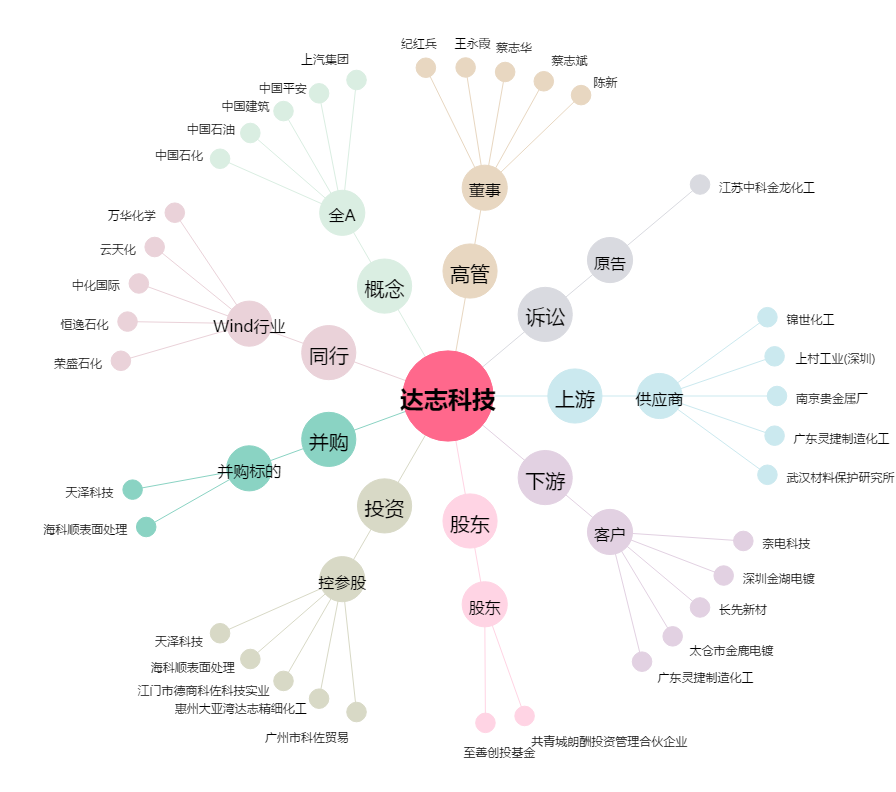 上汽集团
中国平安
中国建筑
中国石油
中国石化
全A
概念
纪红兵
王永霞
蔡志华
蔡志斌
陈新
董事
高管
江苏中科金龙化工
原告
诉讼
万华化学
云天化
中化国际
恒逸石化
荣盛石化
Wind行业
同行
达志科技
上游
供应商
锦世化工
上村工业(深圳)
南京贵金属厂
广东灵捷制造化工
武汉材料保护研究所
并购
并购标的
天泽科技
海科顺表面处理
下游
客户
奈电科技
深圳金湖电镀
长先新材
太仓市金鹿电镀
广东灵捷制造化工
投资
控参股
天泽科技
海科顺表面处理
江门市德商科佐科技实业
惠州大亚湾达志精细化工
广州市科佐贸易
股东
股东
至善创投基金
共青城朗酬投资管理合伙企业